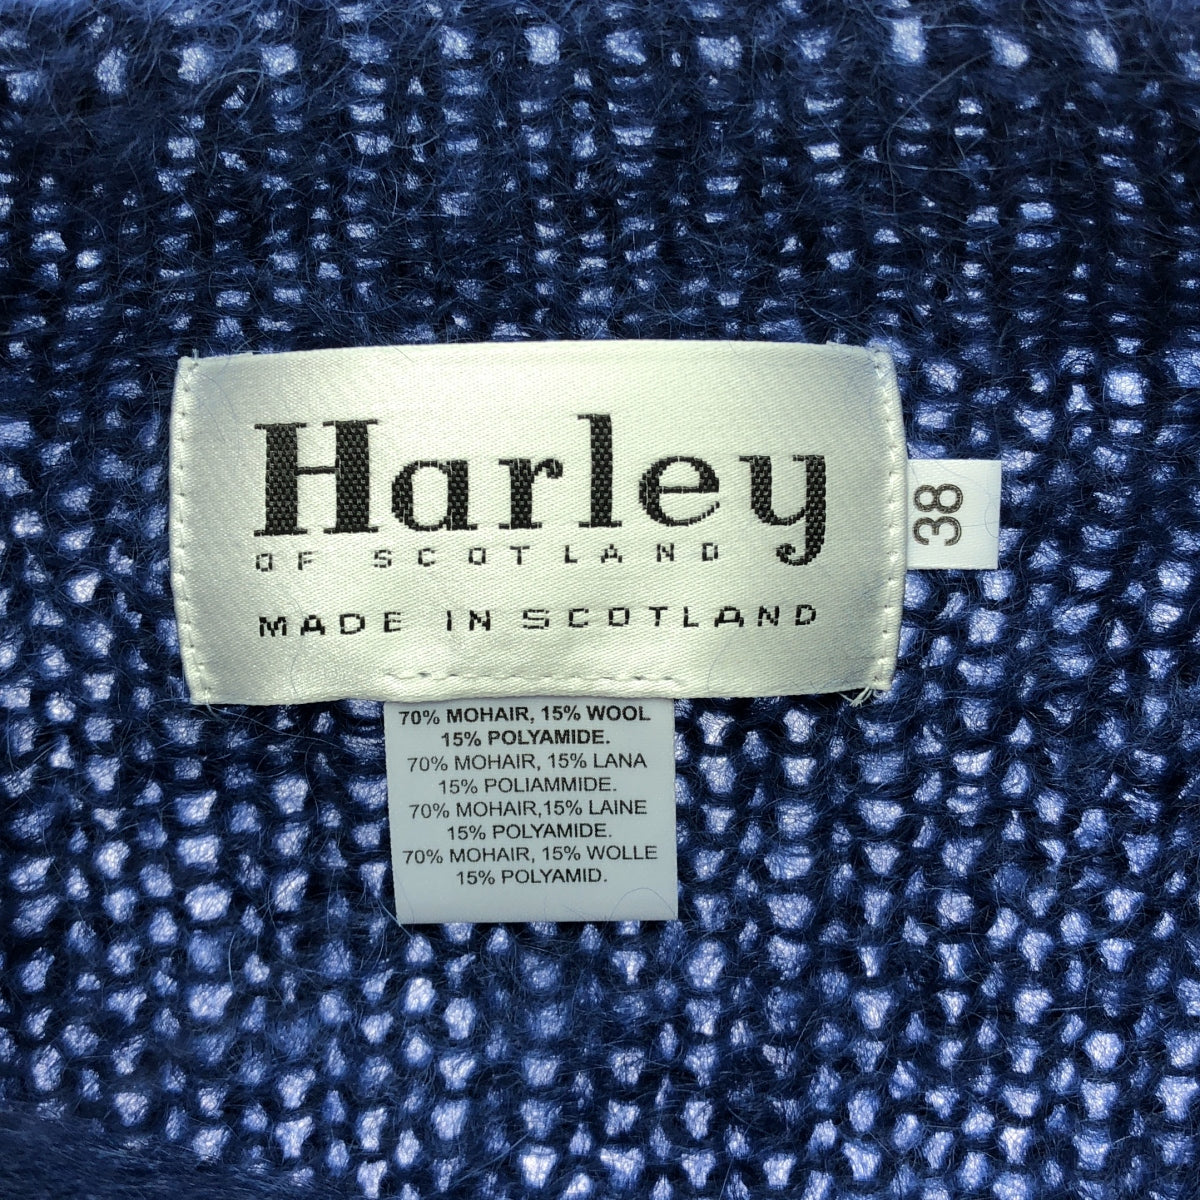 Harley
OF SCOTLAND
MADE IN SCOTLAND
38
70% MOHAIR, 15% WOOL
15% POLYAMIDE.
70% MOHAIR, 15% LANA
15% POLIAMMIDE.
70% MOHAIR,15% LAINE
15% POLYAMIDE.
70% MOHAIR, 15% WOLLE
15% POLYAMID.